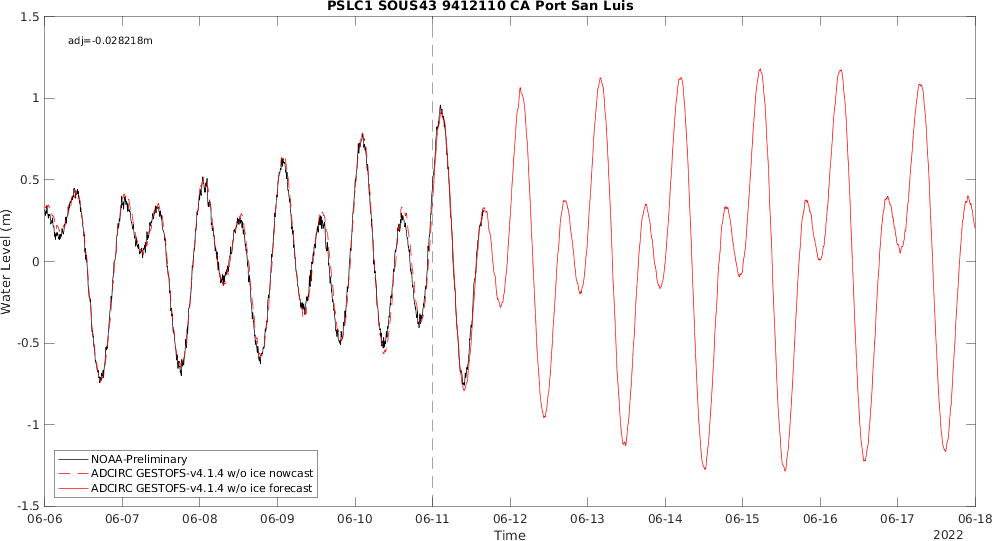 PSLC1 SOUS43 9412110 CA Port San Luis
adj=-0.028218m
1.5
1
0.5
0
-0.5
-1
-1.5
Water Level (m)
NOAA-Preliminary
ADCIRC GESTOFS-v4.1.4 w/o ice nowcast
ADCIRC GESTOFS-v4.1.4 w/o ice forecast
06-06 06-07 06-08 06-09 06-10 06-11 06-12 06-13 06-14 06-15 06-16 06-17 06-18
Time
2022